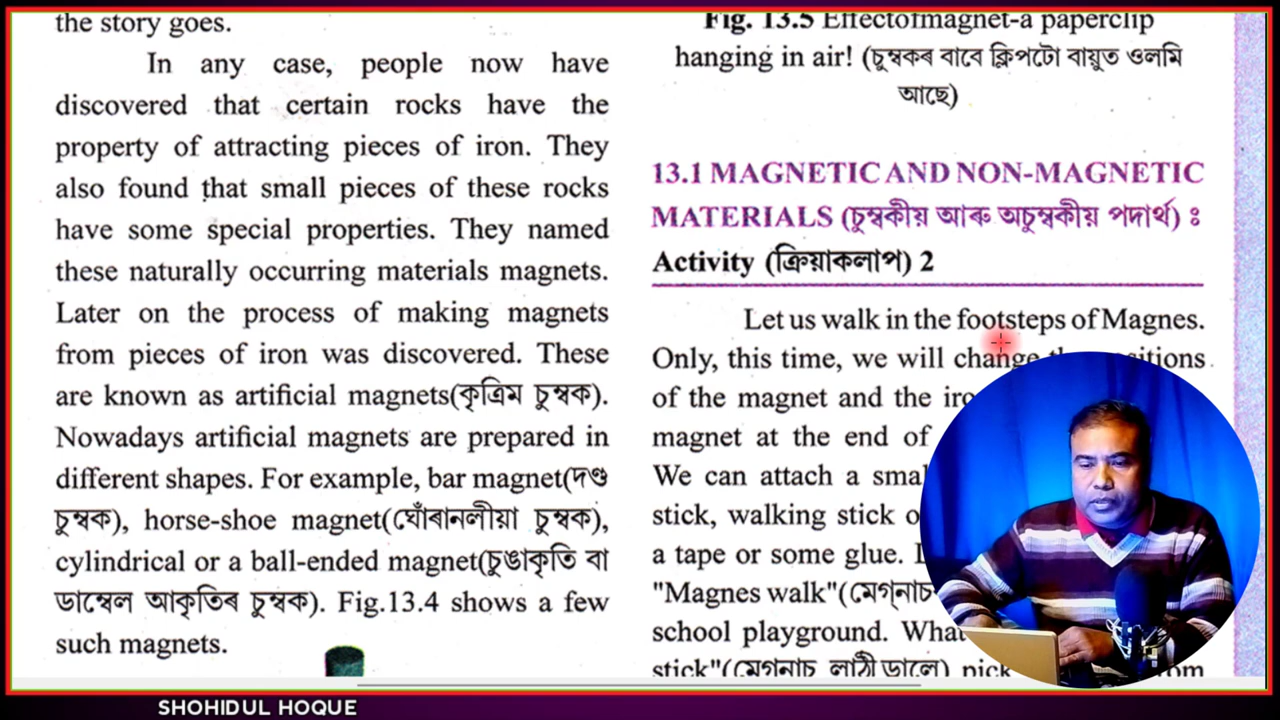 the story goes.
In any case, people now have
discovered that certain rocks have the
property of attracting pieces of iron. They
also found that small pieces of these rocks
have some special properties. They named
these naturally occurring materials magnets.
Later on the process of making magnets
from pieces of iron was discovered. These
are known as artificial magnets(কৃত্ৰিম চুম্বক).
Nowadays artificial magnets are prepared in
different shapes. For example, bar magnet(দণ্ড
চুম্বক), horse-shoe magnet(ঘোঁৰানলীয়া চুম্বক),
cylindrical or a ball-ended magnet(চুঙাকৃতি বা
ডাম্বেল আকৃতিৰ চুম্বক). Fig.13.4 shows a few
such magnets.
Fig. 13.5 Effectofmagnet-a paperclip
hanging in air! (চুম্বকৰ বাবে ক্লিপটো বায়ুত ওলমি
আছে)
13.1 MAGNETIC AND NON-MAGNETIC
MATERIALS (চুম্বকীয় আৰু অচুম্বকীয় পদাৰ্থ) ঃ
Activity (ক্ৰিয়াকলাপ) 2
Let us walk in the footsteps of Magnes.
Only, this time, we will change
of the magnet and the
magnet at the end of
We can attach a
stick, walking stick
a tape or some glue.
"Magnes walk"(মেগ্নাচ
school playground. What
stick"(মেগনাচ লাঠী ডালে) pick
SHOHIDUL HOQUE